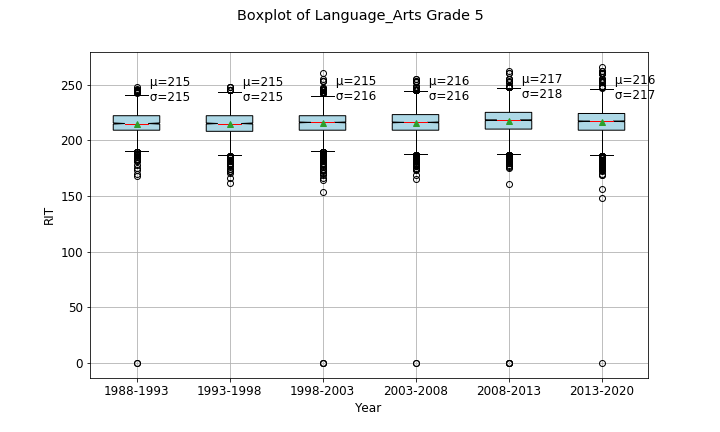 Boxplot of Language_Arts Grade 5
RIT
250
200
150
100
50
0
μ=215
σ=215
μ=215
σ=215
μ=215
σ=216
μ=216
σ=216
μ=217
σ=218
μ=216
σ=217
1988-1993
1993-1998
1998-2003
2003-2008
2008-2013
2013-2020
Year